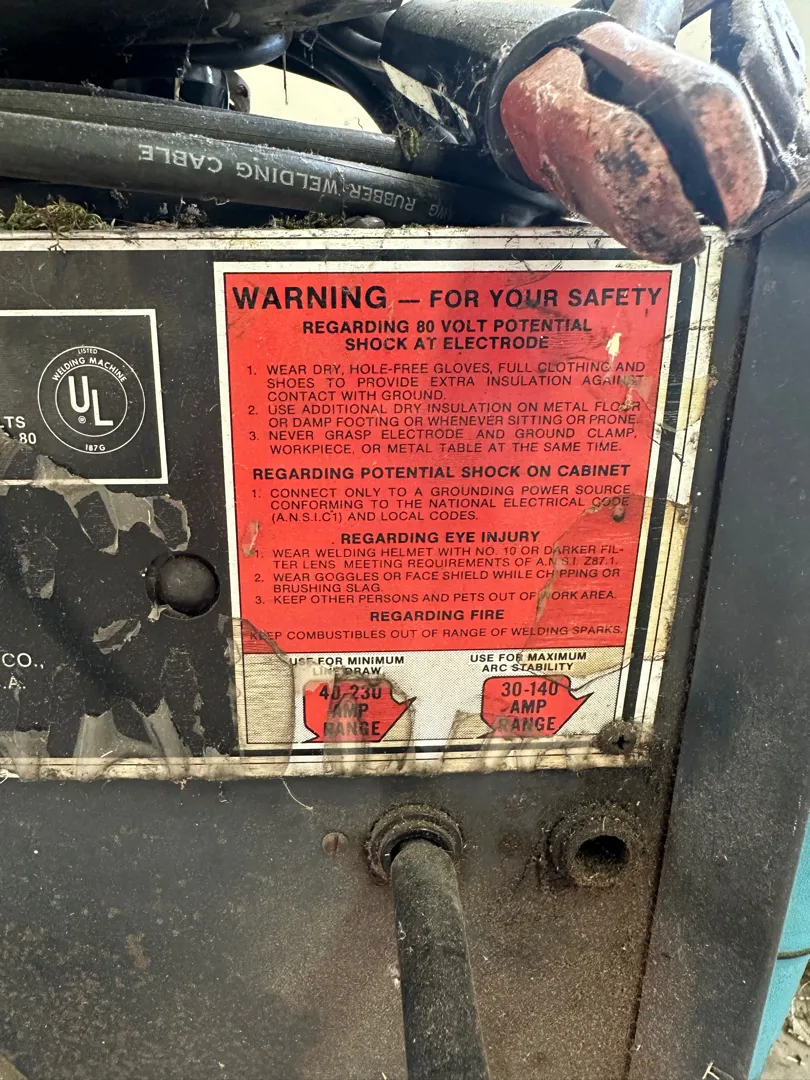 RUBBER WELDING CABLE
WARNING — FOR YOUR SAFETY
REGARDING 80 VOLT POTENTIAL
SHOCK AT ELECTRODE
1. WEAR DRY, HOLE-FREE GLOVES, FULL CLOTHING AND
SHOES TO PROVIDE EXTRA INSULATION AGAINST
CONTACT WITH GROUND.
2. USE ADDITIONAL DRY INSULATION ON METAL FLOOR
OR DAMP FOOTING OR WHENEVER SITTING OR PRONE.
3. NEVER GRASP ELECTRODE AND GROUND CLAMP,
WORKPIECE, OR METAL TABLE AT THE SAME TIME.
REGARDING POTENTIAL SHOCK ON CABINET
1. CONNECT ONLY TO A GROUNDING POWER SOURCE
CONFORMING TO THE NATIONAL ELECTRICAL CODE
(A.N.S.I.C1) AND LOCAL CODES.
REGARDING EYE INJURY
1. WEAR WELDING HELMET WITH NO. 10 OR DARKER FIL-
TER LENS MEETING REQUIREMENTS OF A.N.S.I. Z87.1.
2. WEAR GOGGLES OR FACE SHIELD WHILE CHIPPING OR
BRUSHING SLAG.
3. KEEP OTHER PERSONS AND PETS OUT OF WORK AREA.
REGARDING FIRE
KEEP COMBUSTIBLES OUT OF RANGE OF WELDING SPARKS.
USE FOR MINIMUM
LINE DRAW
40-230
AMP
RANGE
USE FOR MAXIMUM
ARC STABILITY
30-140
AMP
RANGE
LISTED
WELDING MACHINE
UL
®
187G
LTS
80
CO.,
.A.